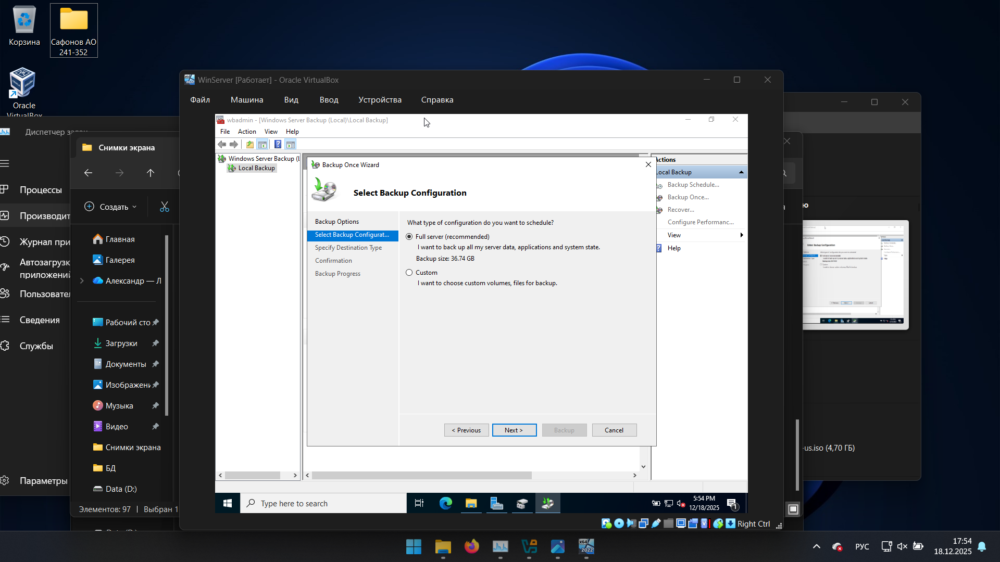 Корзина
Сафонов АО
241-352
Oracle
VirtualBox
Диспетчер задач
Процессы
Производит
Журнал при
Автозагрузк
приложений
Пользовател
Сведения
Службы
Параметры
Снимки экрана
Создать
Главная
Галерея
Александр — Л
Рабочий сто
Загрузки
Документы
Изображени
Музыка
Видео
Снимки экрана
БД
Data (D:)
Элементов: 97
Выбран 1
WinServer [Работает] - Oracle VirtualBox
Файл
Машина
Вид
Ввод
Устройства
Справка
wbadmin - [Windows Server Backup (Local)\Local Backup]
File
Action
View
Help
Windows Server Backup (L
Local Backup
Backup Once Wizard
Select Backup Configuration
Backup Options
Select Backup Configurat...
Specify Destination Type
Confirmation
Backup Progress
What type of configuration do you want to schedule?
Full server (recommended)
I want to back up all my server data, applications and system state.
Backup size: 36.74 GB
Custom
I want to choose custom volumes, files for backup.
< Previous
Next >
Backup
Cancel
Actions
Local Backup
Backup Schedule...
Backup Once...
Recover...
Configure Performanc...
View
Help
Type here to search
5:54 PM
12/18/2025
1
Right Ctrl
ю
я
-us.iso (4,70 ГБ)
x64
2022
РУС
17:54
18.12.2025